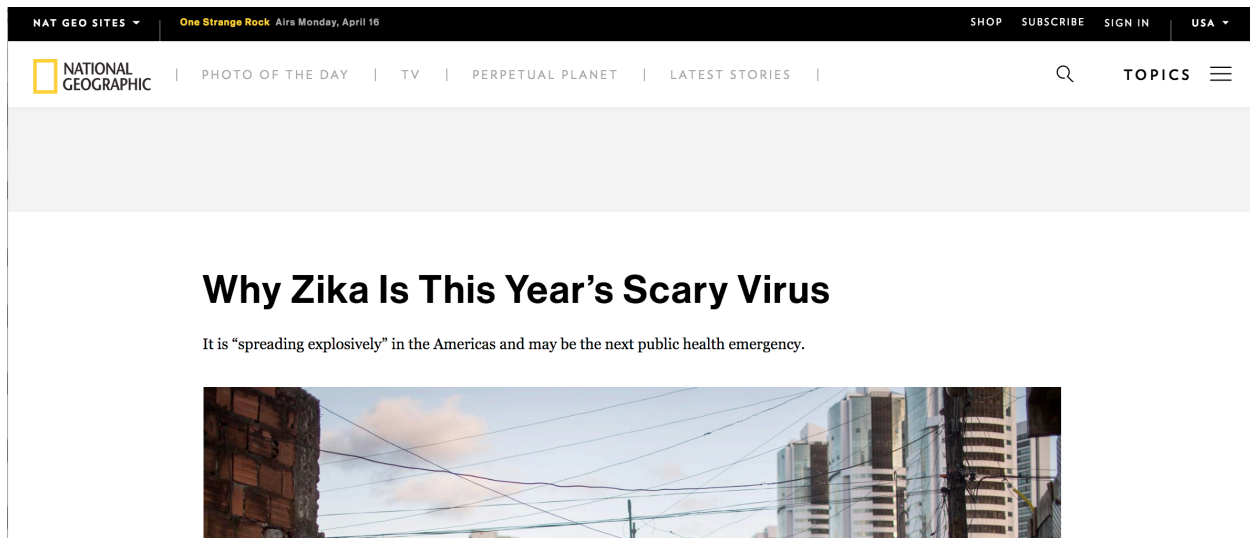 NAT GEO SITES
One Strange Rock Airs Monday, April 16
SHOP SUBSCRIBE SIGN IN USA
NATIONAL
GEOGRAPHIC
PHOTO OF THE DAY TV PERPETUAL PLANET LATEST STORIES
TOPICS
Why Zika Is This Year’s Scary Virus
It is “spreading explosively” in the Americas and may be the next public health emergency.